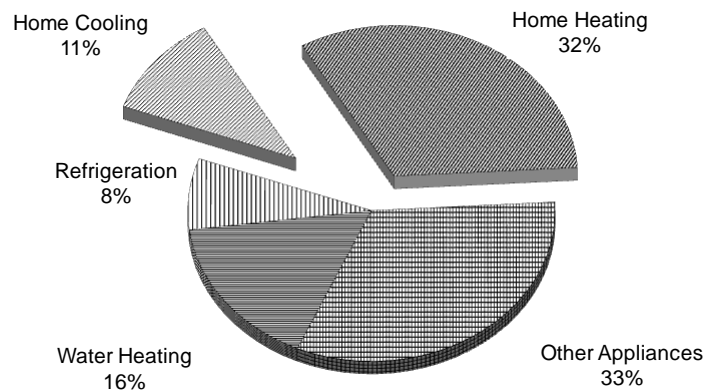 Home Cooling
11%
Home Heating
32%
Refrigeration
8%
Water Heating
16%
Other Appliances
33%